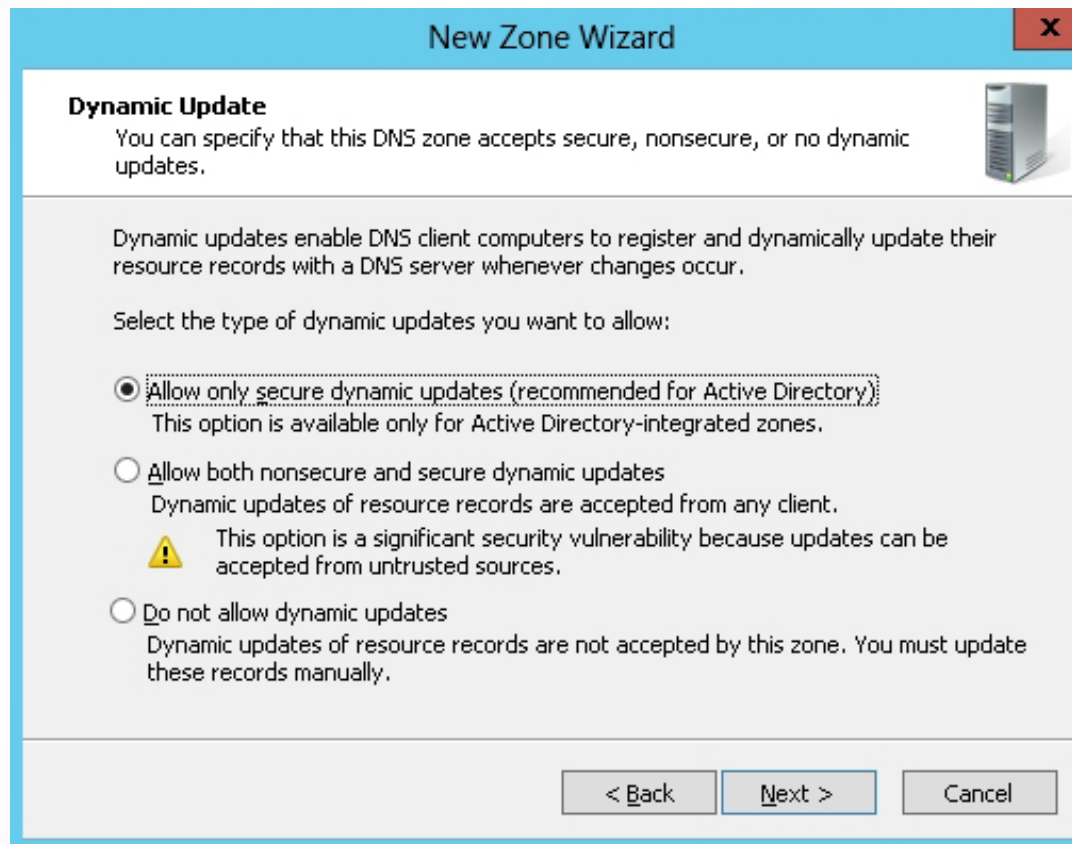 New Zone Wizard
x
Dynamic Update
You can specify that this DNS zone accepts secure, nonsecure, or no dynamic
updates.
Dynamic updates enable DNS client computers to register and dynamically update their
resource records with a DNS server whenever changes occur.
Select the type of dynamic updates you want to allow:
Allow only secure dynamic updates (recommended for Active Directory)
This option is available only for Active Directory-integrated zones.
Allow both nonsecure and secure dynamic updates
Dynamic updates of resource records are accepted from any client.
This option is a significant security vulnerability because updates can be
accepted from untrusted sources.
Do not allow dynamic updates
Dynamic updates of resource records are not accepted by this zone. You must update
these records manually.
< Back
Next >
Cancel